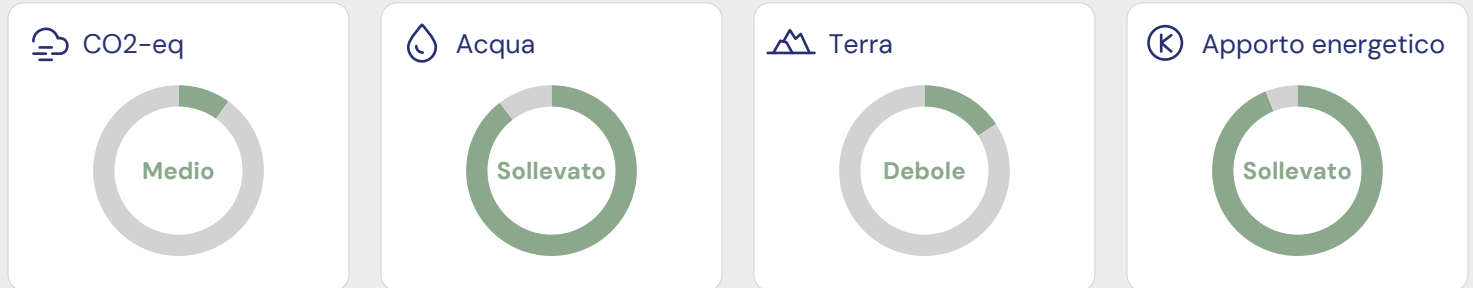 CO2-eq
Medio
Acqua
Sollevato
Terra
Debole
Apporto energetico
Sollevato